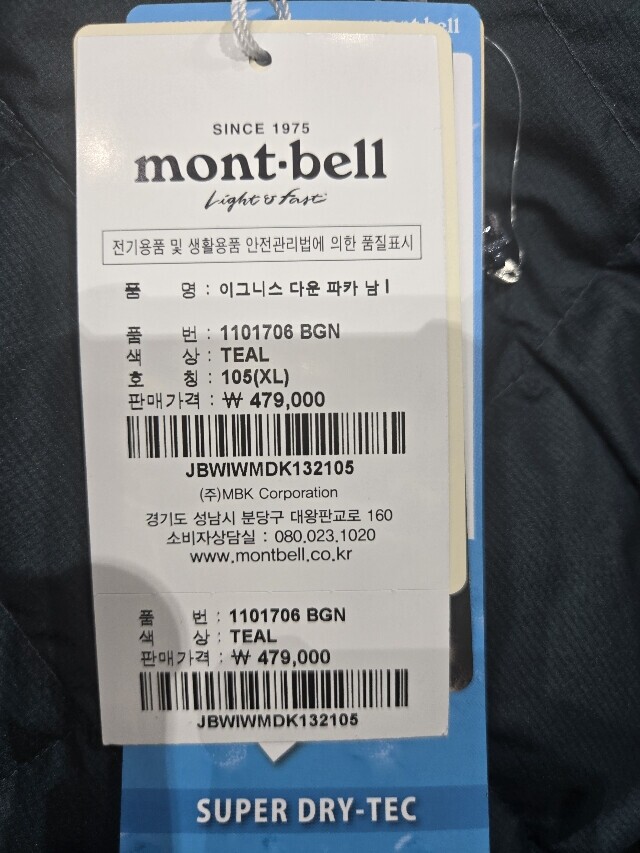 mont-bell
SINCE 1975
mont-bell
Light & Fast
전기용품 및 생활용품 안전관리법에 의한 품질표시
품 명 : 이그니스 다운 파카 남 |
품 번 : 1101706 BGN
색 상 : TEAL
호 칭 : 105(XL)
판매가격 : ₩ 479,000
JBWIWMDK132105
(주)MBK Corporation
경기도 성남시 분당구 대왕판교로 160
소비자상담실 : 080.023.1020
www.montbell.co.kr
품 번 : 1101706 BGN
색 상 : TEAL
판매가격 : ₩ 479,000
JBWIWMDK132105
SUPER DRY-TEC